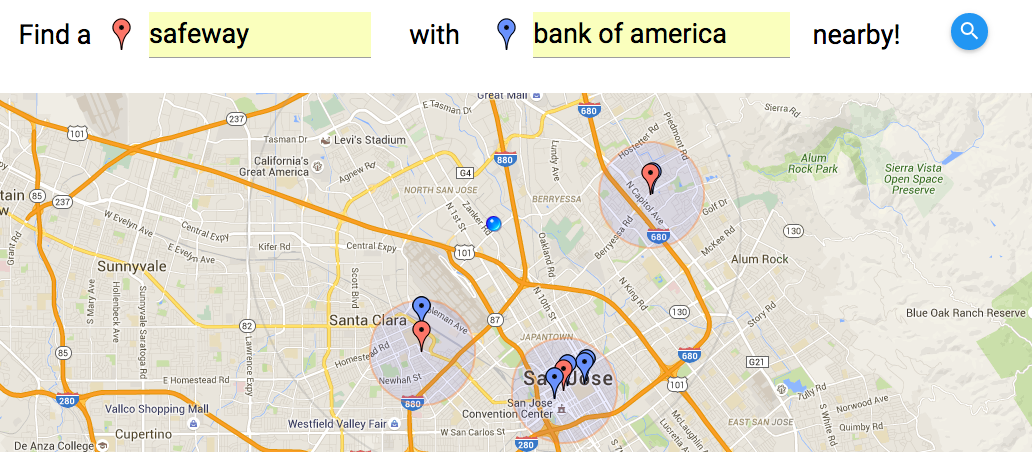 Find a safeway with bank of america nearby!
Great Mall
E Tasman Dr
680
Sierra Rd
Piedmont Rd
237
101
Tasman Dr
Levi's Stadium
Hostetter Rd
880
Lundy Ave
California's
Great America
Agnew Rd
G4
Alum
Rock Park
Sierra Vista
Open Space
Preserve
NORTH SAN JOSE
BERRYESSA
N Capitol Ave
85
237
tain
w
N 1st St
Zanker Rd
Golf Dr
W Evelyn Ave
Central Expy
Grant Rd
E Evelyn Ave
Kifer Rd
Central Expy
101
Oakland Rd
Berryessa Rd
680
McKee Rd
130
Alum Rock
Sunnyvale
Scott Blvd
S Mary Ave
Hollenbeck Ave
Sunnyvale Saratoga Rd
N 10th St
N King Rd
Story Rd
130
Blue Oak Ranch Reserve
Santa Clara
Coleman Ave
87
82
Lawrence Expy
JAPANTOWN
85
Homestead Rd
680
G21
E Homestead Rd
Newhall St
San Jose
101
Zully Rd
280
880
San Jose
Convention Center
Norwood Ave
Vallco Shopping Mall
Westfield Valley Fair
EAST SAN JOSE
S White Rd
Quimby Rd
Cupertino
W San Carlos St
McLaughlin
Lucretia Ave
De Anza College
280